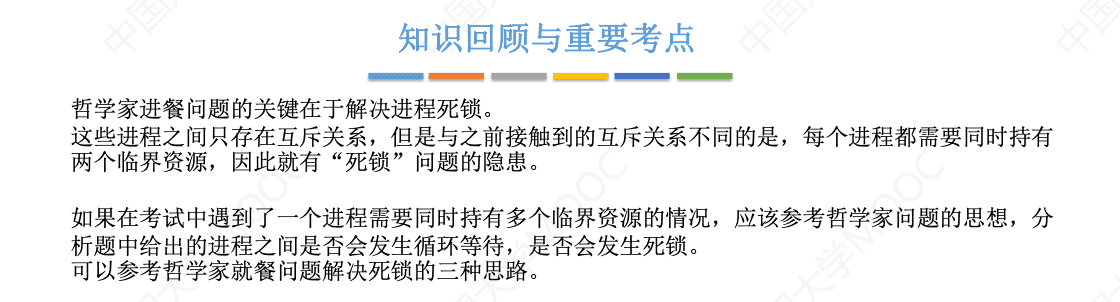 知识回顾与重要考点
哲学家进餐问题的关键在于解决进程死锁。
这些进程之间只存在互斥关系，但是与之前接触到的互斥关系不同的是，每个进程都需要同时持有
两个临界资源，因此就有“死锁”问题的隐患。
如果在考试中遇到了一个进程需要同时持有多个临界资源的情况，应该参考哲学家问题的思想，分
析题中给出的进程之间是否会发生循环等待，是否会发生死锁。
可以参考哲学家就餐问题解决死锁的三种思路。